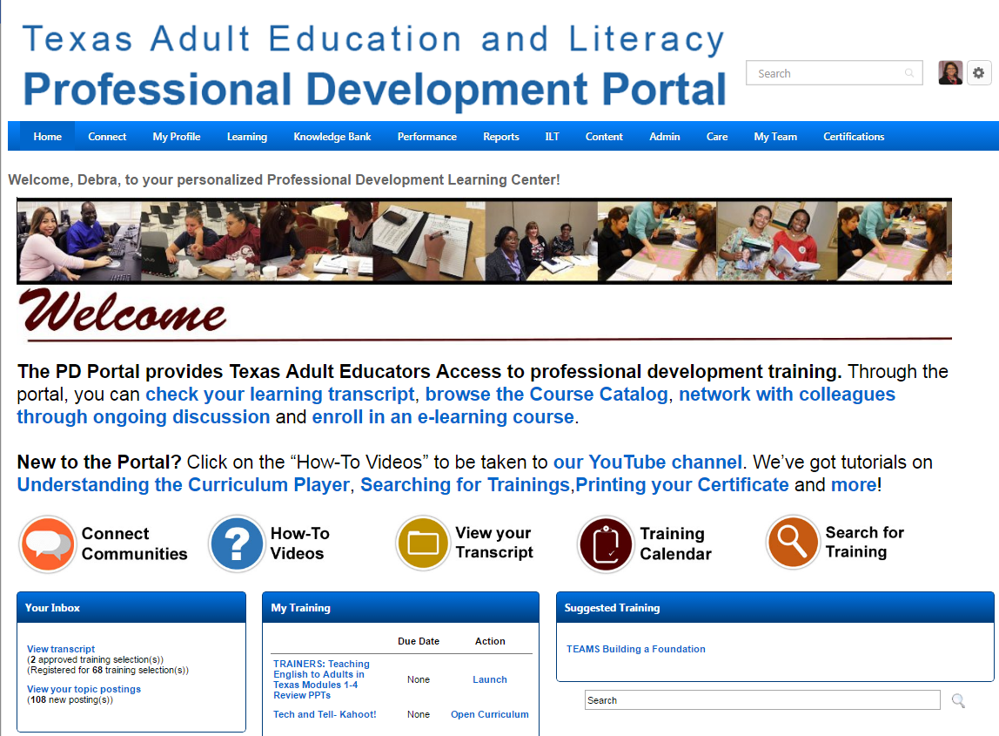 Texas Adult Education and Literacy
Professional Development Portal
Search
Home Connect My Profile Learning Knowledge Bank Performance Reports ILT Content Admin Care My Team Certifications
Welcome, Debra, to your personalized Professional Development Learning Center!
Welcome
The PD Portal provides Texas Adult Educators Access to professional development training. Through the
portal, you can check your learning transcript, browse the Course Catalog, network with colleagues
through ongoing discussion and enroll in an e-learning course.
New to the Portal? Click on the “How-To Videos” to be taken to our YouTube channel. We’ve got tutorials on
Understanding the Curriculum Player, Searching for Trainings,Printing your Certificate and more!
Connect
Communities
How-To
Videos
View your
Transcript
Training
Calendar
Search for
Training
Your Inbox
View transcript
(2 approved training selection(s))
(Registered for 68 training selection(s))
View your topic postings
(108 new posting(s))
My Training
Due Date Action
TRAINERS: Teaching
English to Adults in
Texas Modules 1-4
Review PPTs
None Launch
Tech and Tell- Kahoot! None Open Curriculum
Suggested Training
TEAMS Building a Foundation
Search